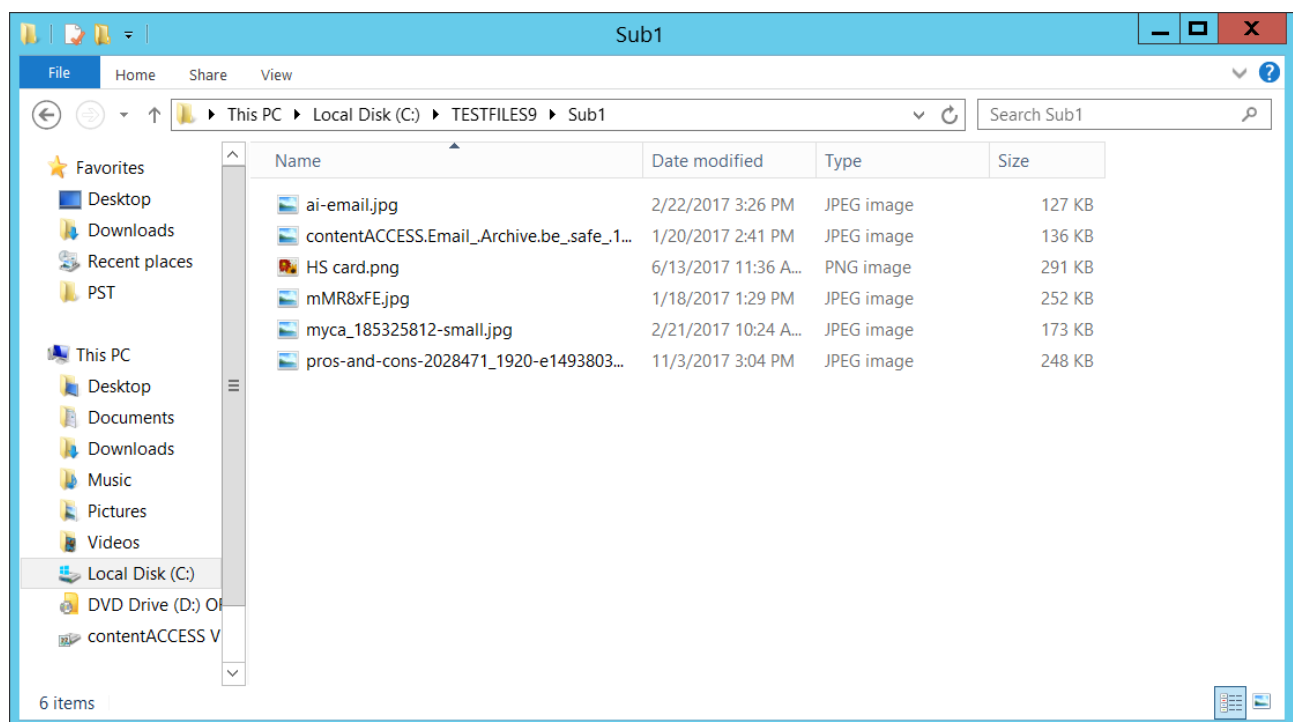 Sub1
File Home Share View
This PC Local Disk (C:) TESTFILES9 Sub1 Search Sub1
Favorites
Desktop
Downloads
Recent places
PST
This PC
Desktop
Documents
Downloads
Music
Pictures
Videos
Local Disk (C:)
DVD Drive (D:)
contentACCESS V
Name Date modified Type Size
ai-email.jpg 2/22/2017 3:26 PM JPEG image 127 KB
contentACCESS.Email_.Archive.be_.safe_.1... 1/20/2017 2:41 PM JPEG image 136 KB
HS card.png 6/13/2017 11:36 A... PNG image 291 KB
mMR8xFE.jpg 1/18/2017 1:29 PM JPEG image 252 KB
myca_185325812-small.jpg 2/21/2017 10:24 A... JPEG image 173 KB
pros-and-cons-2028471_1920-e1493803... 11/3/2017 3:04 PM JPEG image 248 KB
6 items